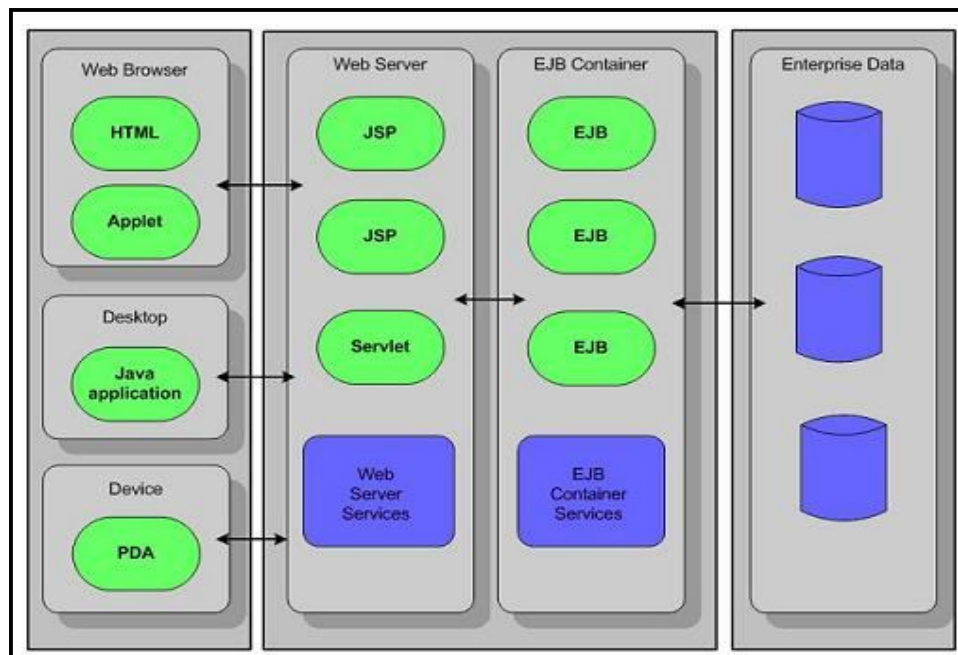 Web Browser
HTML
Applet
Desktop
Java
application
Device
PDA
Web Server
JSP
JSP
Servlet
Web
Server
Services
EJB Container
EJB
EJB
EJB
EJB
Container
Services
Enterprise Data